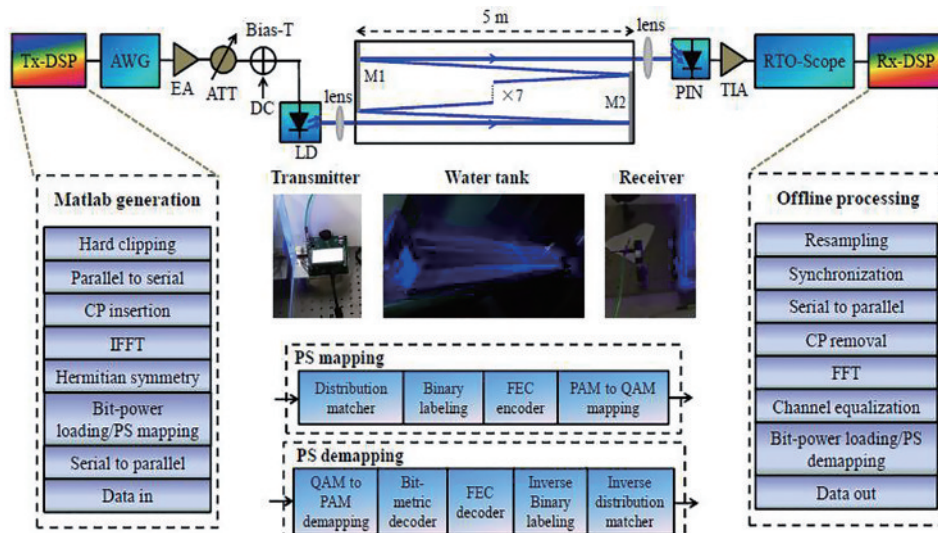 5 m
lens
Bias-T
Tx-DSP
AWG
EA
ATT
DC
LD
lens
M1
×7
M2
PIN
TIA
RTO-Scope
Rx-DSP
Matlab generation
Hard clipping
Parallel to serial
CP insertion
IFFT
Hermitian symmetry
Bit-power
loading/PS mapping
Serial to parallel
Data in
Transmitter
Water tank
Receiver
PS mapping
Distribution
matcher
Binary
labeling
FEC
encoder
PAM to QAM
mapping
PS demapping
QAM to
PAM
demapping
Bit-
metric
decoder
FEC
decoder
Inverse
Binary
labeling
Inverse
distribution
matcher
Offline processing
Resampling
Synchronization
Serial to parallel
CP removal
FFT
Channel equalization
Bit-power loading/PS
demapping
Data out